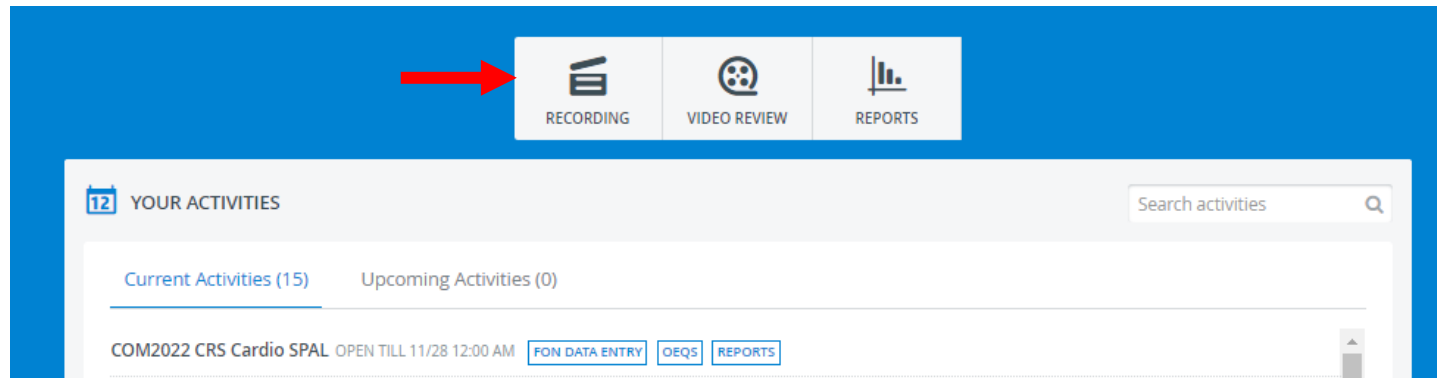 RECORDING VIDEO REVIEW REPORTS
12 YOUR ACTIVITIES Search activities
Current Activities (15) Upcoming Activities (0)
COM2022 CRS Cardio SPAL OPEN TILL 11/28 12:00 AM FON DATA ENTRY OEQS REPORTS